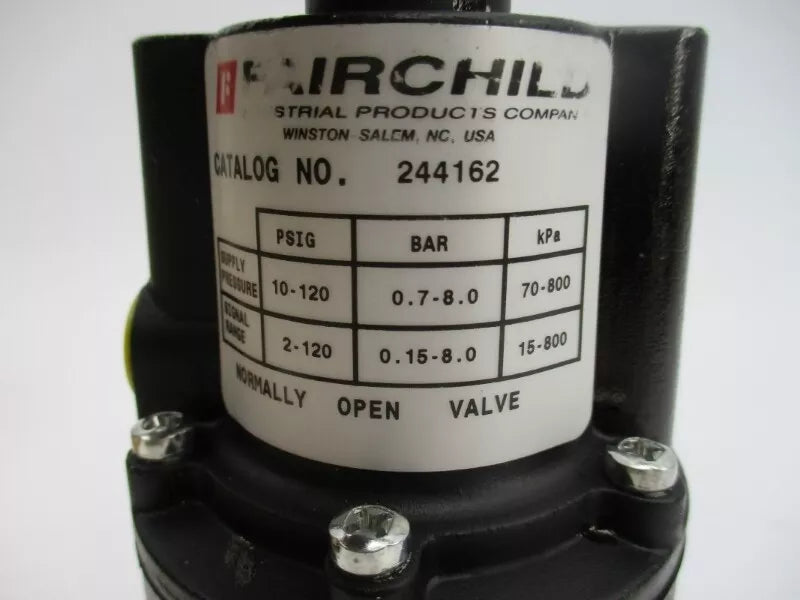 F FAIRCHILD
STRIAL PRODUCTS COMPAN
WINSTON-SALEM, NC, USA
CATALOG NO. 244162
PSIG BAR kPa
SUPPLY PRESSURE 10-120 0.7-8.0 70-800
SIGNAL RANGE 2-120 0.15-8.0 15-800
NORMALLY OPEN VALVE